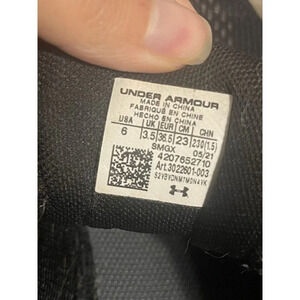 UNDER ARMOUR
MADE IN CHINA
FABRIQUÉ EN CHINE
HECHO EN CHINA
USA UK EUR CM CHN
6 3.5 36.5 23 230(1.5)
SMGX 05/21
4207652710
Art.3022601-003